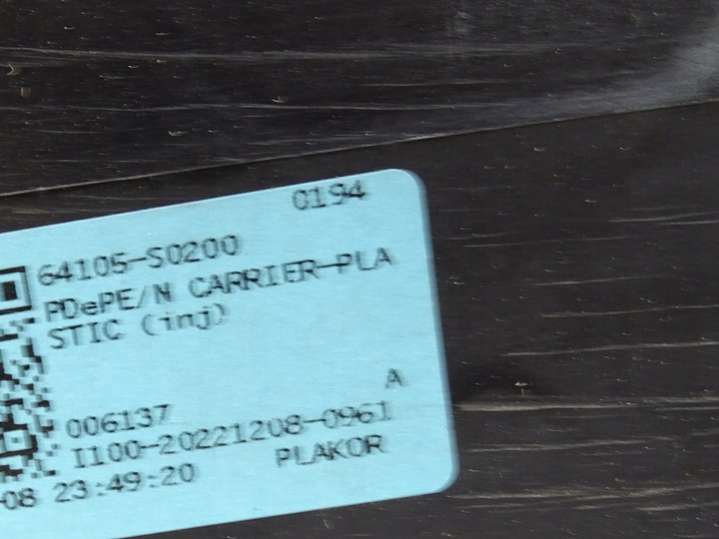 0194
64105-S0200
PDePE/N CARRIER-PLA
STIC (inj)
A
006137
I100-20221208-0961
-08 23:49:20 PLAKOR